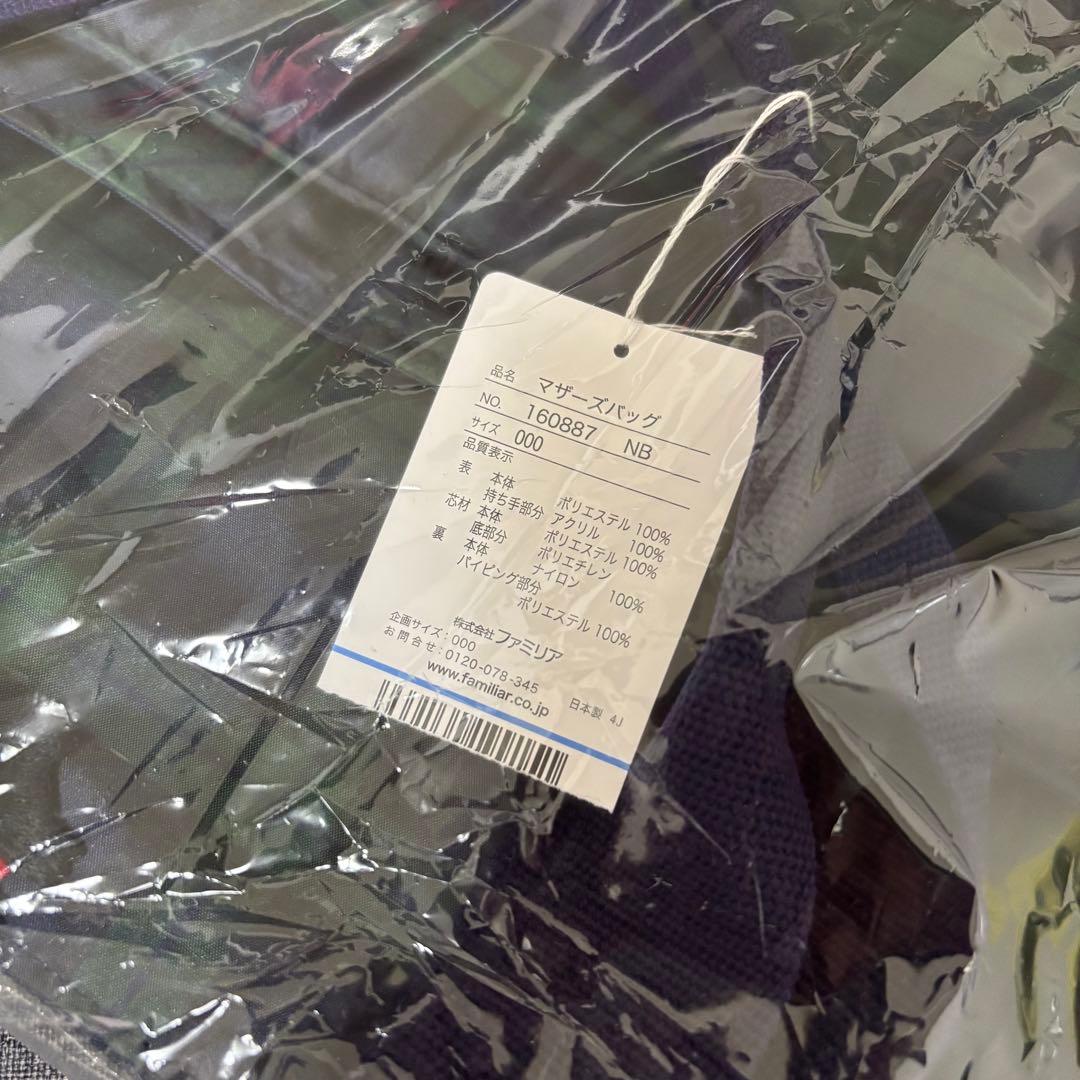 品名 マザーズバッグ
NO. 160887 NB
サイズ 000
品質表示
表 本体 ポリエステル 100%
持ち手部分 アクリル 100%
芯材 本体 ポリエステル 100%
底部分 ポリエチレン
裏 本体 ナイロン 100%
パイピング部分
ポリエステル 100%
株式会社 ファミリア
企画サイズ：000
お問合せ：0120-078-345
www.familiar.co.jp
日本製 4J